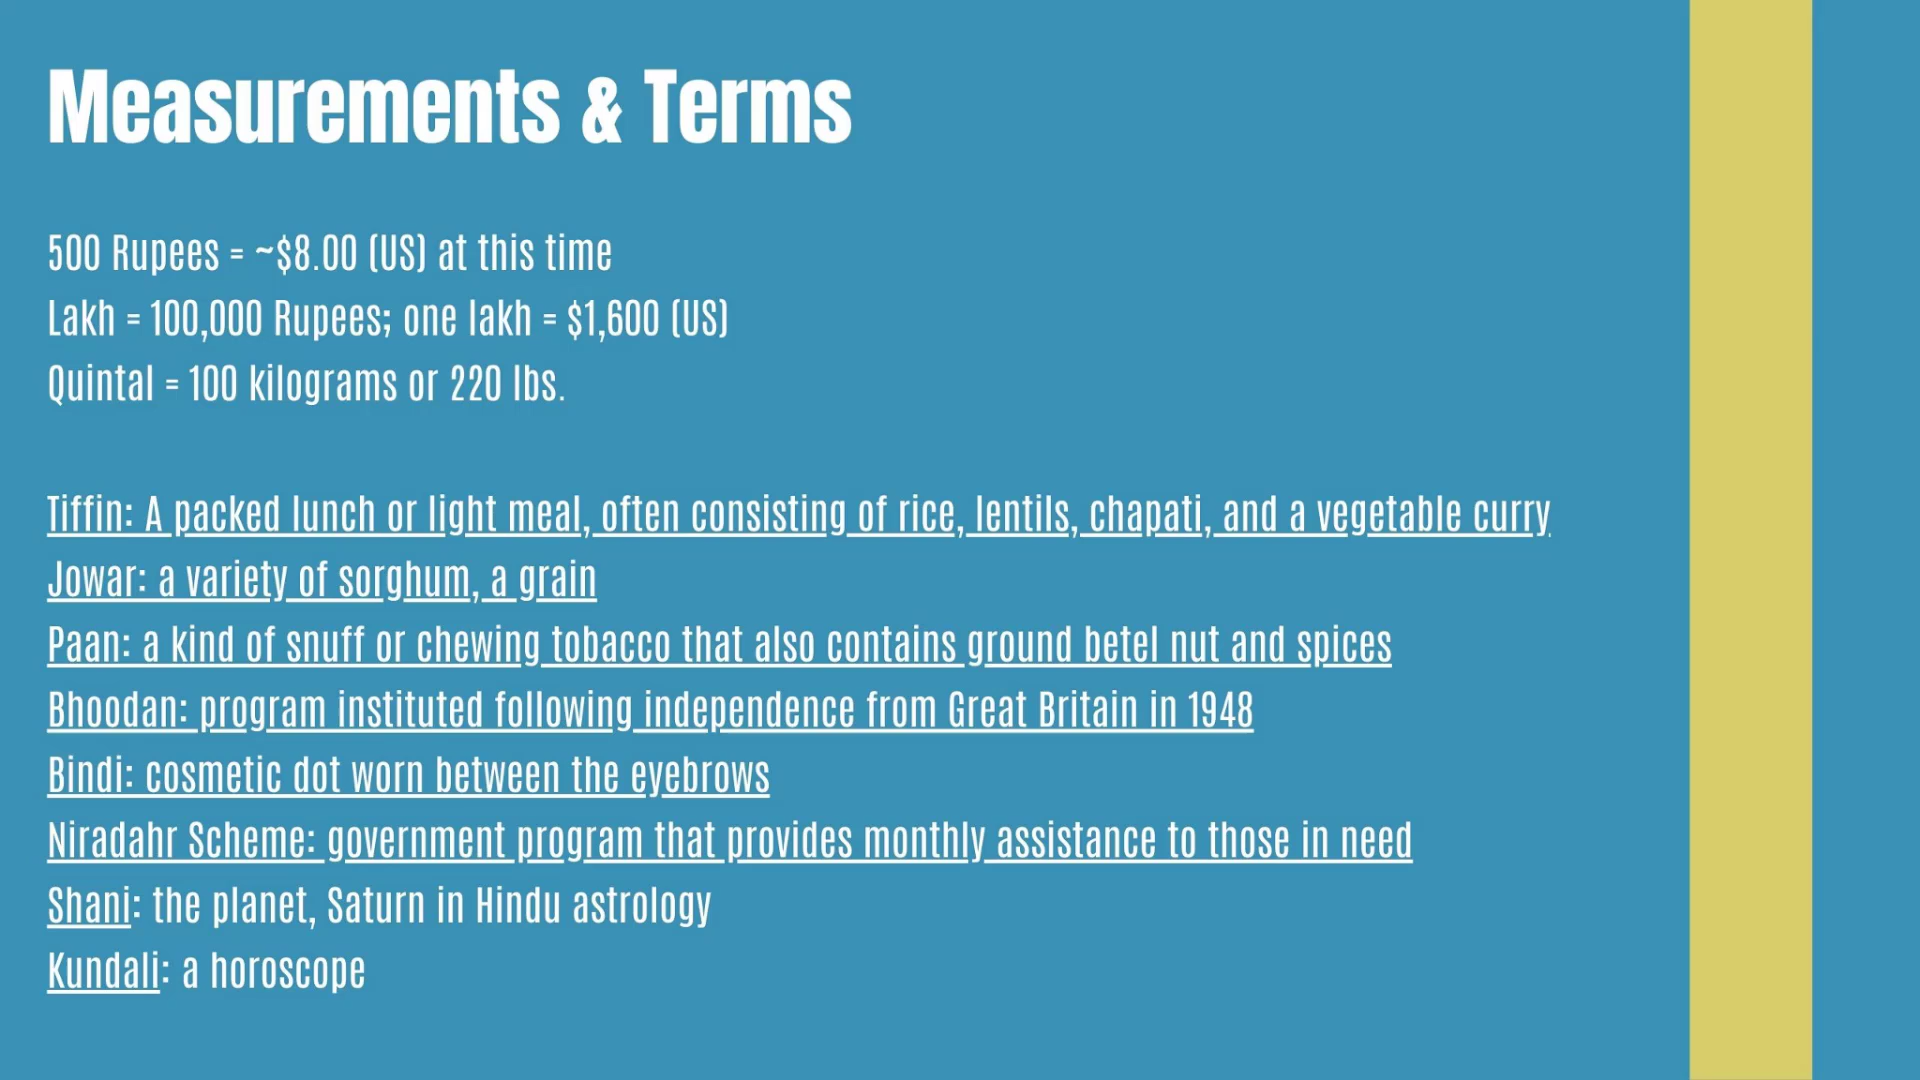 Measurements & Terms
500 Rupees = ~$8.00 (US) at this time
Lakh = 100,000 Rupees; one lakh = $1,600 (US)
Quintal = 100 kilograms or 220 lbs.
Tiffin: A packed lunch or light meal, often consisting of rice, lentils, chapati, and a vegetable curry
Jowar: a variety of sorghum, a grain
Paan: a kind of snuff or chewing tobacco that also contains ground betel nut and spices
Bhoodan: program instituted following independence from Great Britain in 1948
Bindi: cosmetic dot worn between the eyebrows
Niradahr Scheme: government program that provides monthly assistance to those in need
Shani: the planet, Saturn in Hindu astrology
Kundali: a horoscope